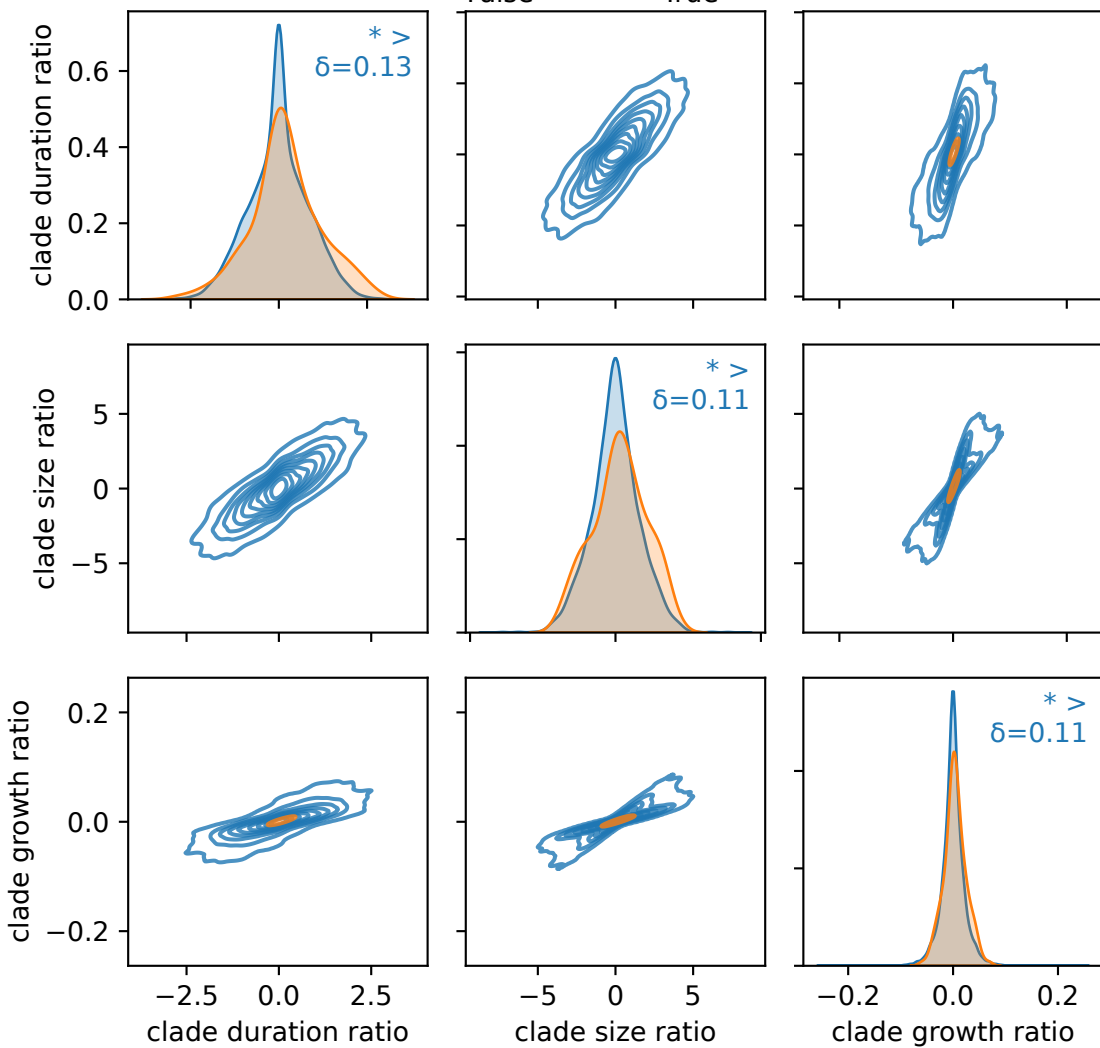 clade duration ratio
0.6
0.4
0.2
0.0
* >
δ=0.13
clade size ratio
5
0
−5
* >
δ=0.11
clade growth ratio
0.2
0.0
−0.2
* >
δ=0.11
−2.5 0.0 2.5
−5 0 5
−0.2 0.0 0.2
clade duration ratio
clade size ratio
clade growth ratio